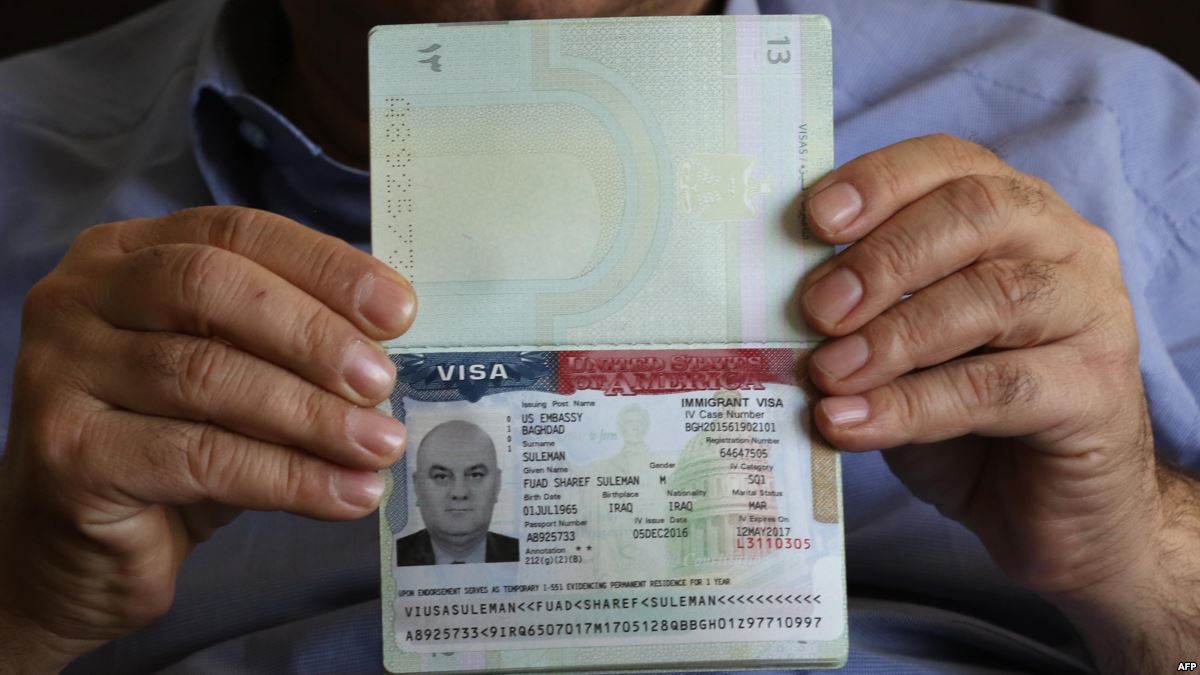 ١٣
13
VISAS /
VISA
UNITED STATES
OF AMERICA
Issuing Post Name
US EMBASSY
BAGHDAD
IMMIGRANT VISA
IV Case Number
BGH201561902101
Surname
SULEMAN
Registration Number
64647505
Given Name
FUAD SHAREF SULEMAN
Gender
M
IV Category
SQ1
Birth Date
01JUL1965
Birthplace
IRAQ
Nationality
IRAQ
Marital Status
MAR
Passport Number
A8925733
IV Issue Date
05DEC2016
IV Expires On
12MAY2017
Annotation **
212(g)(2)(B)
L3110305
UPON ENDORSEMENT SERVES AS TEMPORARY I-551 EVIDENCING PERMANENT RESIDENCE FOR 1 YEAR
VIUSASULEMAN<<FUAD<SHAREF<SULEMAN<<<<<<<<<<<
A8925733<9IRQ6507017M1705128QBBGH01Z97710997
AFP